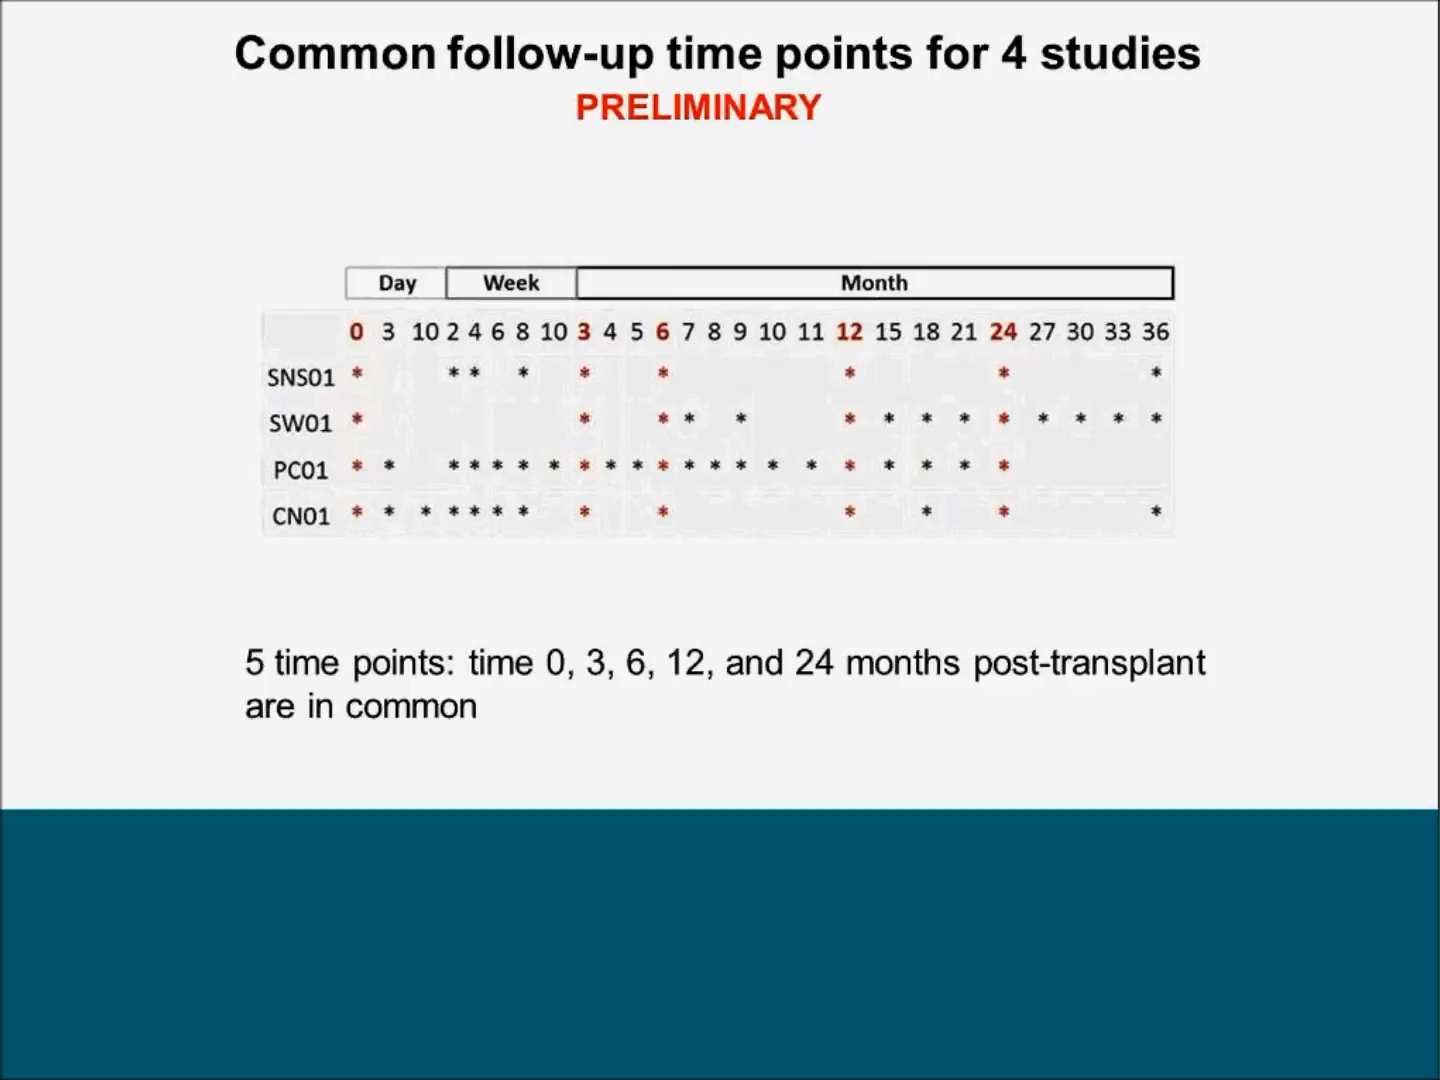 Common follow-up time points for 4 studies
PRELIMINARY
Day Week Month
0 3 10 2 4 6 8 10 3 4 5 6 7 8 9 10 11 12 15 18 21 24 27 30 33 36
SNS01 * * * * * * * * *
SW01 * * * * * * * * * * * * * *
PC01 * * * * * * * * * * * * * * * * * * * * *
CN01 * * * * * * * * * * * * *
5 time points: time 0, 3, 6, 12, and 24 months post-transplant
are in common